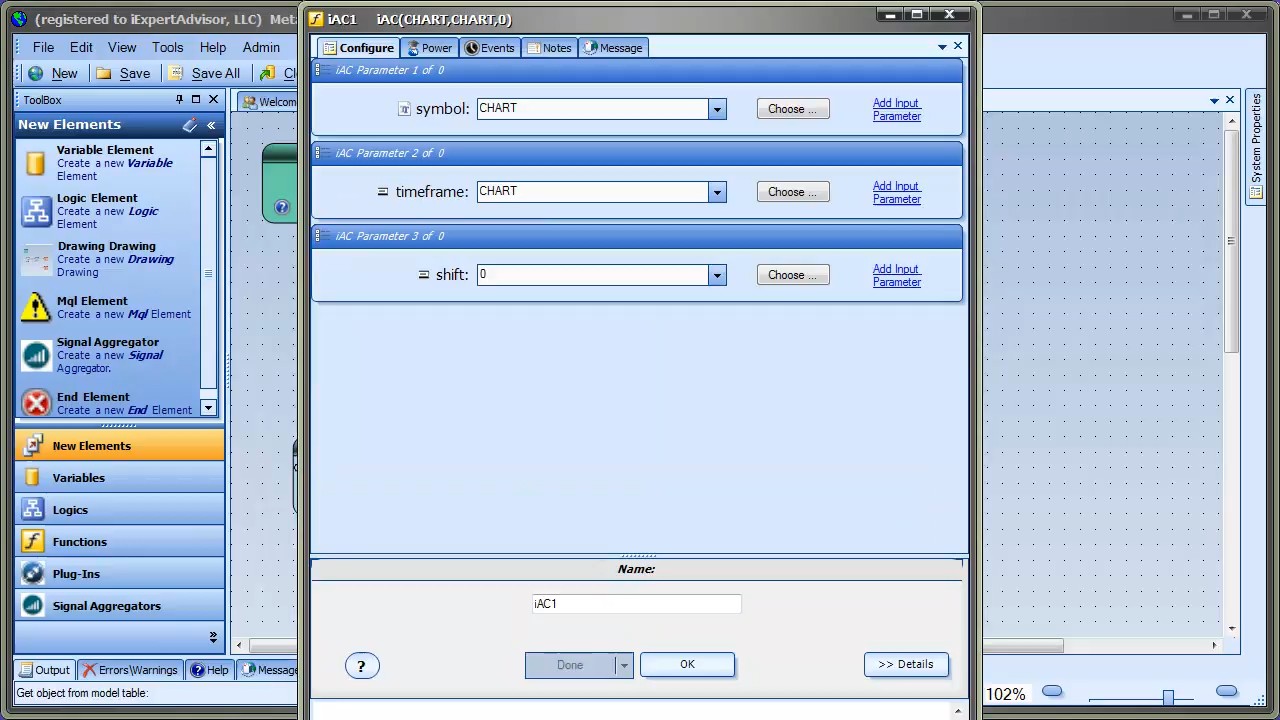 (registered to iExpertAdvisor, LLC) Meta
iAC1 iAC(CHART,CHART,0)
File Edit View Tools Help Admin
New Save Save All Cl
ToolBox
Welcom
New Elements
Variable Element
Create a new Variable
Element
Logic Element
Create a new Logic
Element
Drawing Drawing
Create a new Drawing
Drawing
Mql Element
Create a new Mql Element
Signal Aggregator
Create a new Signal
Aggregator.
End Element
Create a new End Element
New Elements
Variables
Logics
Functions
Plug-Ins
Signal Aggregators
Output Errors\Warnings Help Message
Get object from model table:
Configure Power Events Notes Message
iAC Parameter 1 of 0
symbol: CHART Choose ... Add Input
Parameter
iAC Parameter 2 of 0
timeframe: CHART Choose ... Add Input
Parameter
iAC Parameter 3 of 0
shift: 0 Choose ... Add Input
Parameter
Name:
iAC1
? Done OK >> Details
System Properties
102%